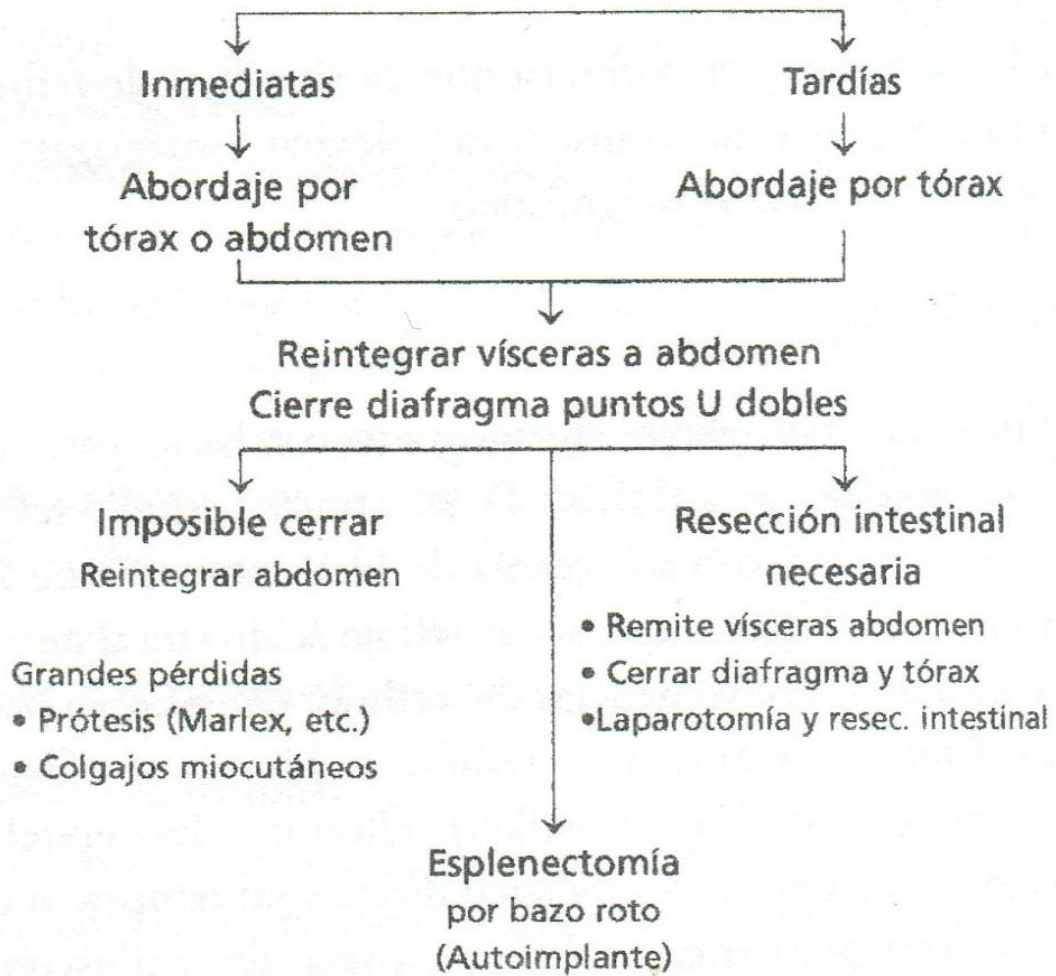 Inmediatas
Tardías
Abordaje por
tórax o abdomen
Abordaje por tórax
Reintegrar vísceras a abdomen
Cierre diafragma puntos U dobles
Imposible cerrar
Reintegrar abdomen
Grandes pérdidas
• Prótesis (Marlex, etc.)
• Colgajos miocutáneos
Resección intestinal
necesaria
• Remite vísceras abdomen
• Cerrar diafragma y tórax
•Laparotomía y resec. intestinal
Esplenectomía
por bazo roto
(Autoimplante)